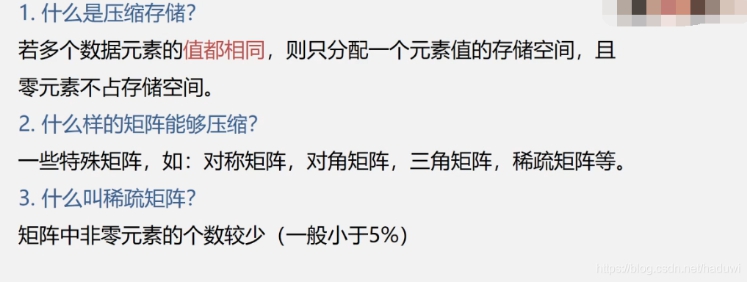 1. 什么是压缩存储？
若多个数据元素的值都相同，则只分配一个元素值的存储空间，且
零元素不占存储空间。
2. 什么样的矩阵能够压缩？
一些特殊矩阵，如：对称矩阵，对角矩阵，三角矩阵，稀疏矩阵等。
3. 什么叫稀疏矩阵？
矩阵中非零元素的个数较少（一般小于5%）